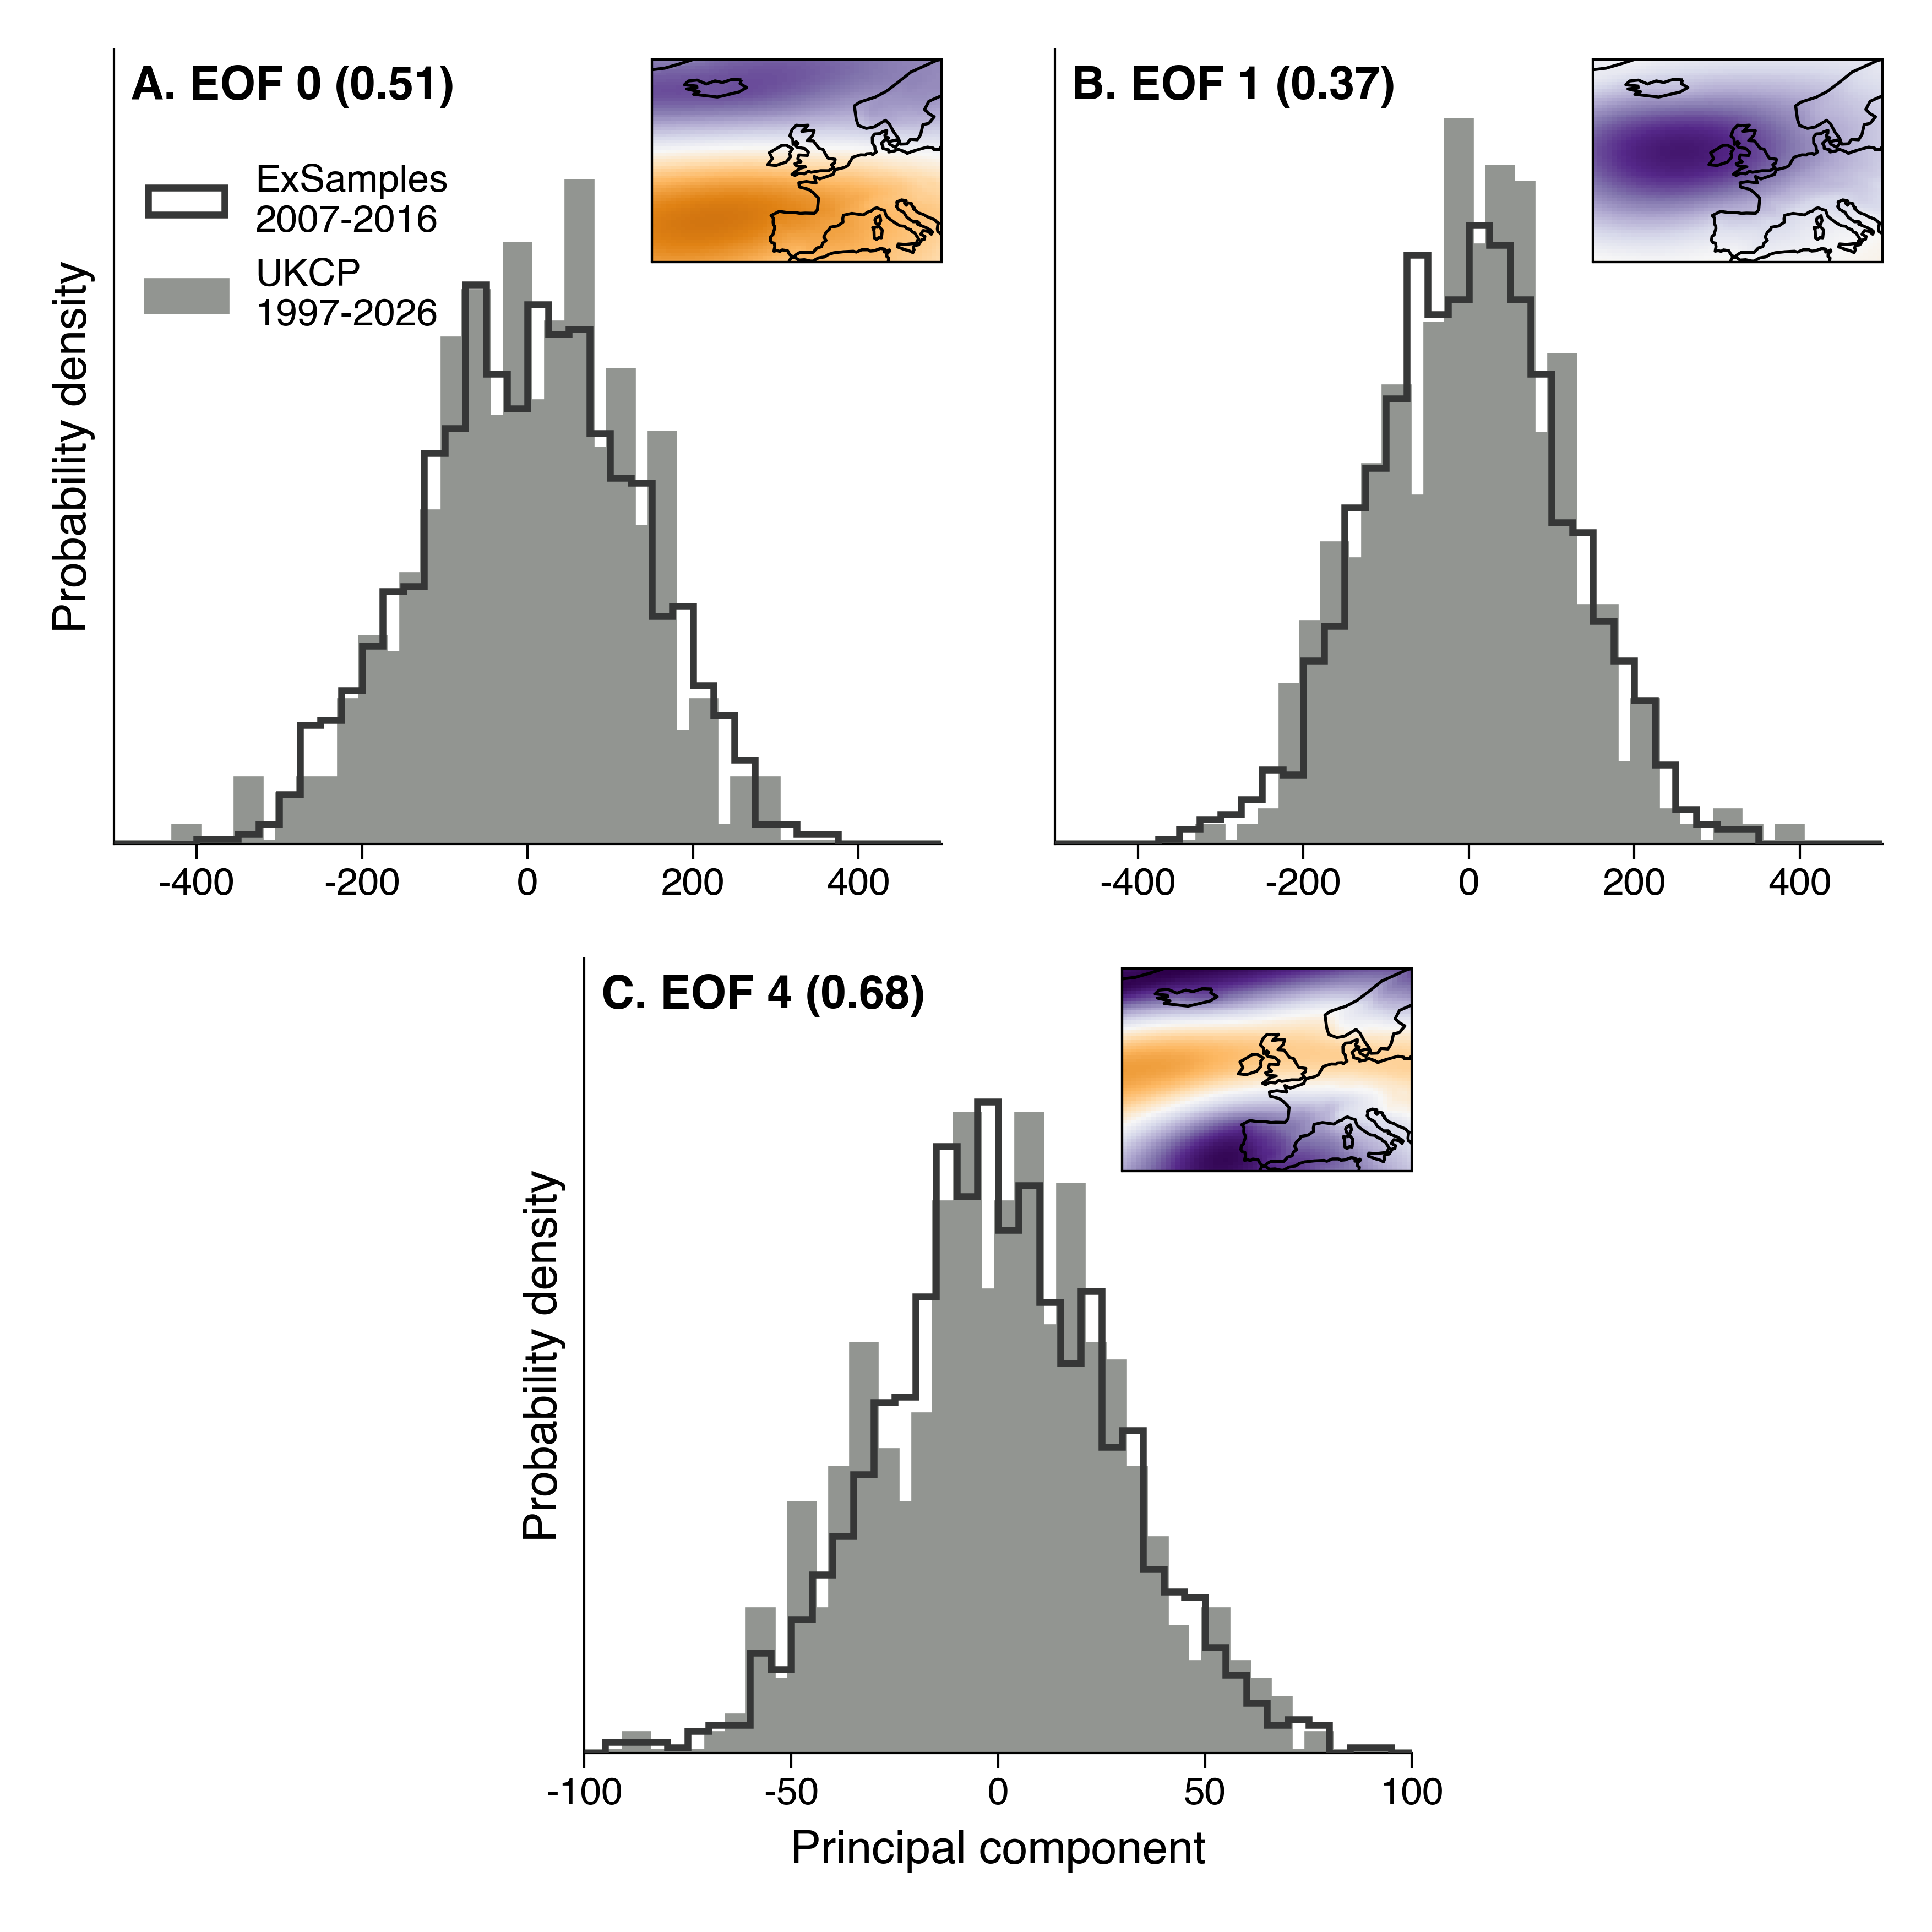 A. EOF 0 (0.51)
ExSamples
2007-2016
UKCP
1997-2026
Probability density
-400
-200
0
200
400
B. EOF 1 (0.37)
-400
-200
0
200
400
C. EOF 4 (0.68)
Probability density
-100
-50
0
50
100
Principal component